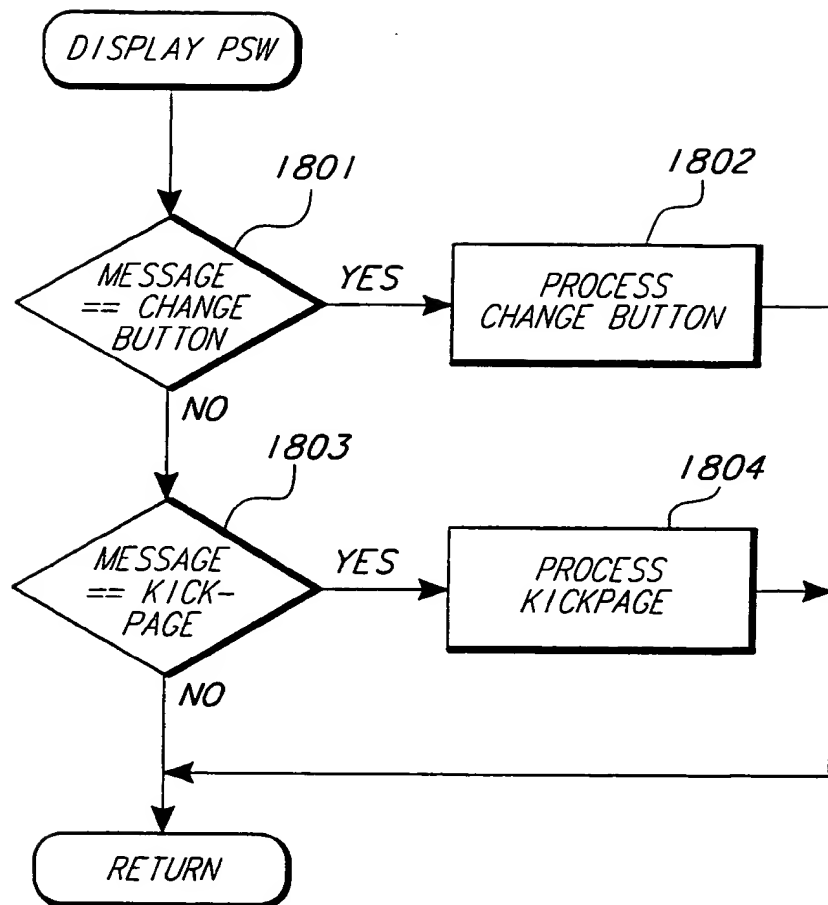 DISPLAY PSW
1801
1802
MESSAGE
== CHANGE
BUTTON
YES
PROCESS
CHANGE BUTTON
NO
1803
1804
MESSAGE
== KICK-
PAGE
YES
PROCESS
KICKPAGE
NO
RETURN